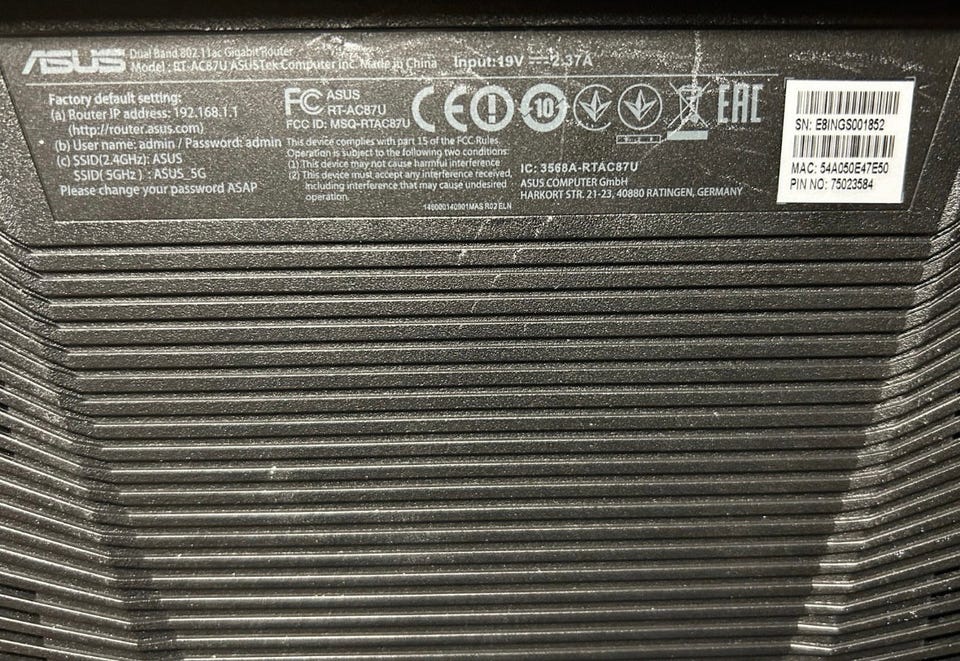 ASUS Dual Band 802.11ac Gigabit Router
Model: RT-AC87U ASUSTek Computer inc. Made in China Input:19V 2.37A
Factory default setting:
(a) Router IP address: 192.168.1.1
(http://router.asus.com)
(b) User name: admin / Password: admin
(c) SSID(2.4GHz): ASUS
SSID( 5GHz ) : ASUS_5G
Please change your password ASAP
FC ASUS
RT-AC87U
FCC ID: MSQ-RTAC87U
This device complies with part 15 of the FCC Rules.
Operation is subject to the following two conditions:
(1) This device may not cause harmful interference
(2) This device must accept any interference received,
including interference that may cause undesired
operation.
148000140901MAS R02 ELN
CE 10 EAC
IC: 3568A-RTAC87U
ASUS COMPUTER GmbH
HARKORT STR. 21-23, 40880 RATINGEN, GERMANY
SN: E8INGS001852
MAC: 54A050E47E50
PIN NO: 75023584